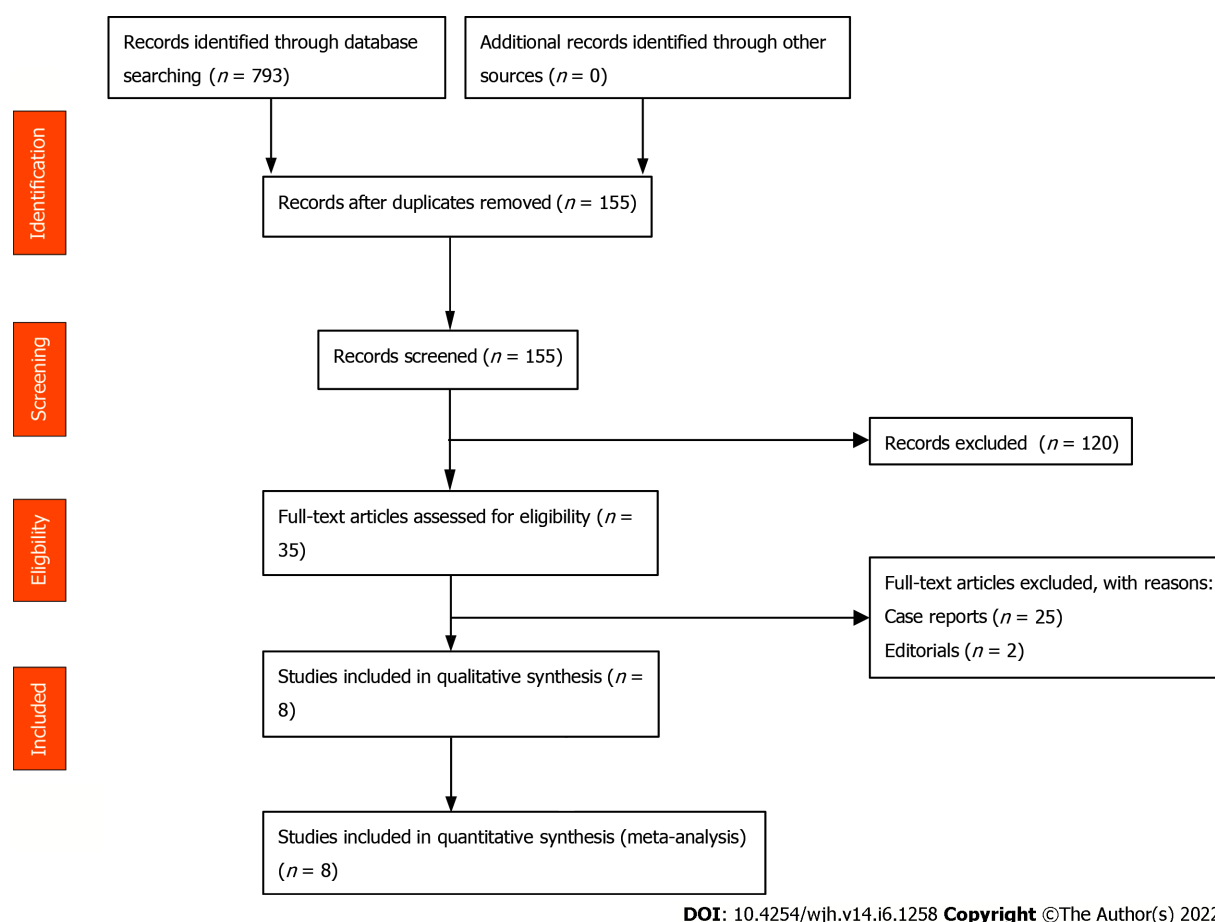 Records identified through database
searching (n = 793)
Additional records identified through other
sources (n = 0)
Identification
Records after duplicates removed (n = 155)
Screening
Records screened (n = 155)
Records excluded (n = 120)
Eligbility
Full-text articles assessed for eligibility (n =
35)
Full-text articles excluded, with reasons:
Case reports (n = 25)
Editorials (n = 2)
Included
Studies included in qualitative synthesis (n =
8)
Studies included in quantitative synthesis (meta-analysis)
(n = 8)
DOI: 10.4254/wjh.v14.i6.1258 Copyright ©The Author(s) 2022